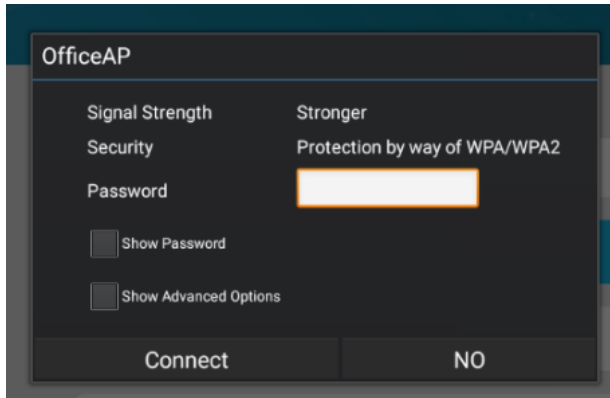 OfficeAP
Signal Strength Stronger
Security Protection by way of WPA/WPA2
Password
Show Password
Show Advanced Options
Connect NO